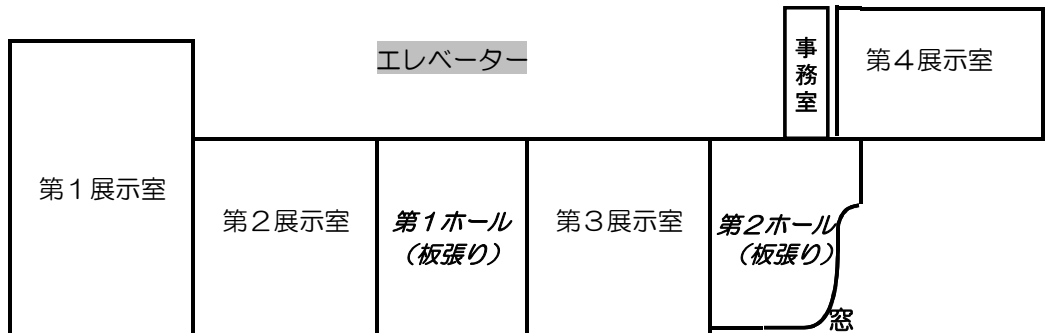 エレベーター
事務室
第４展示室
第１展示室
第２展示室
第１ホール
（板張り）
第３展示室
第２ホール
（板張り）
窓